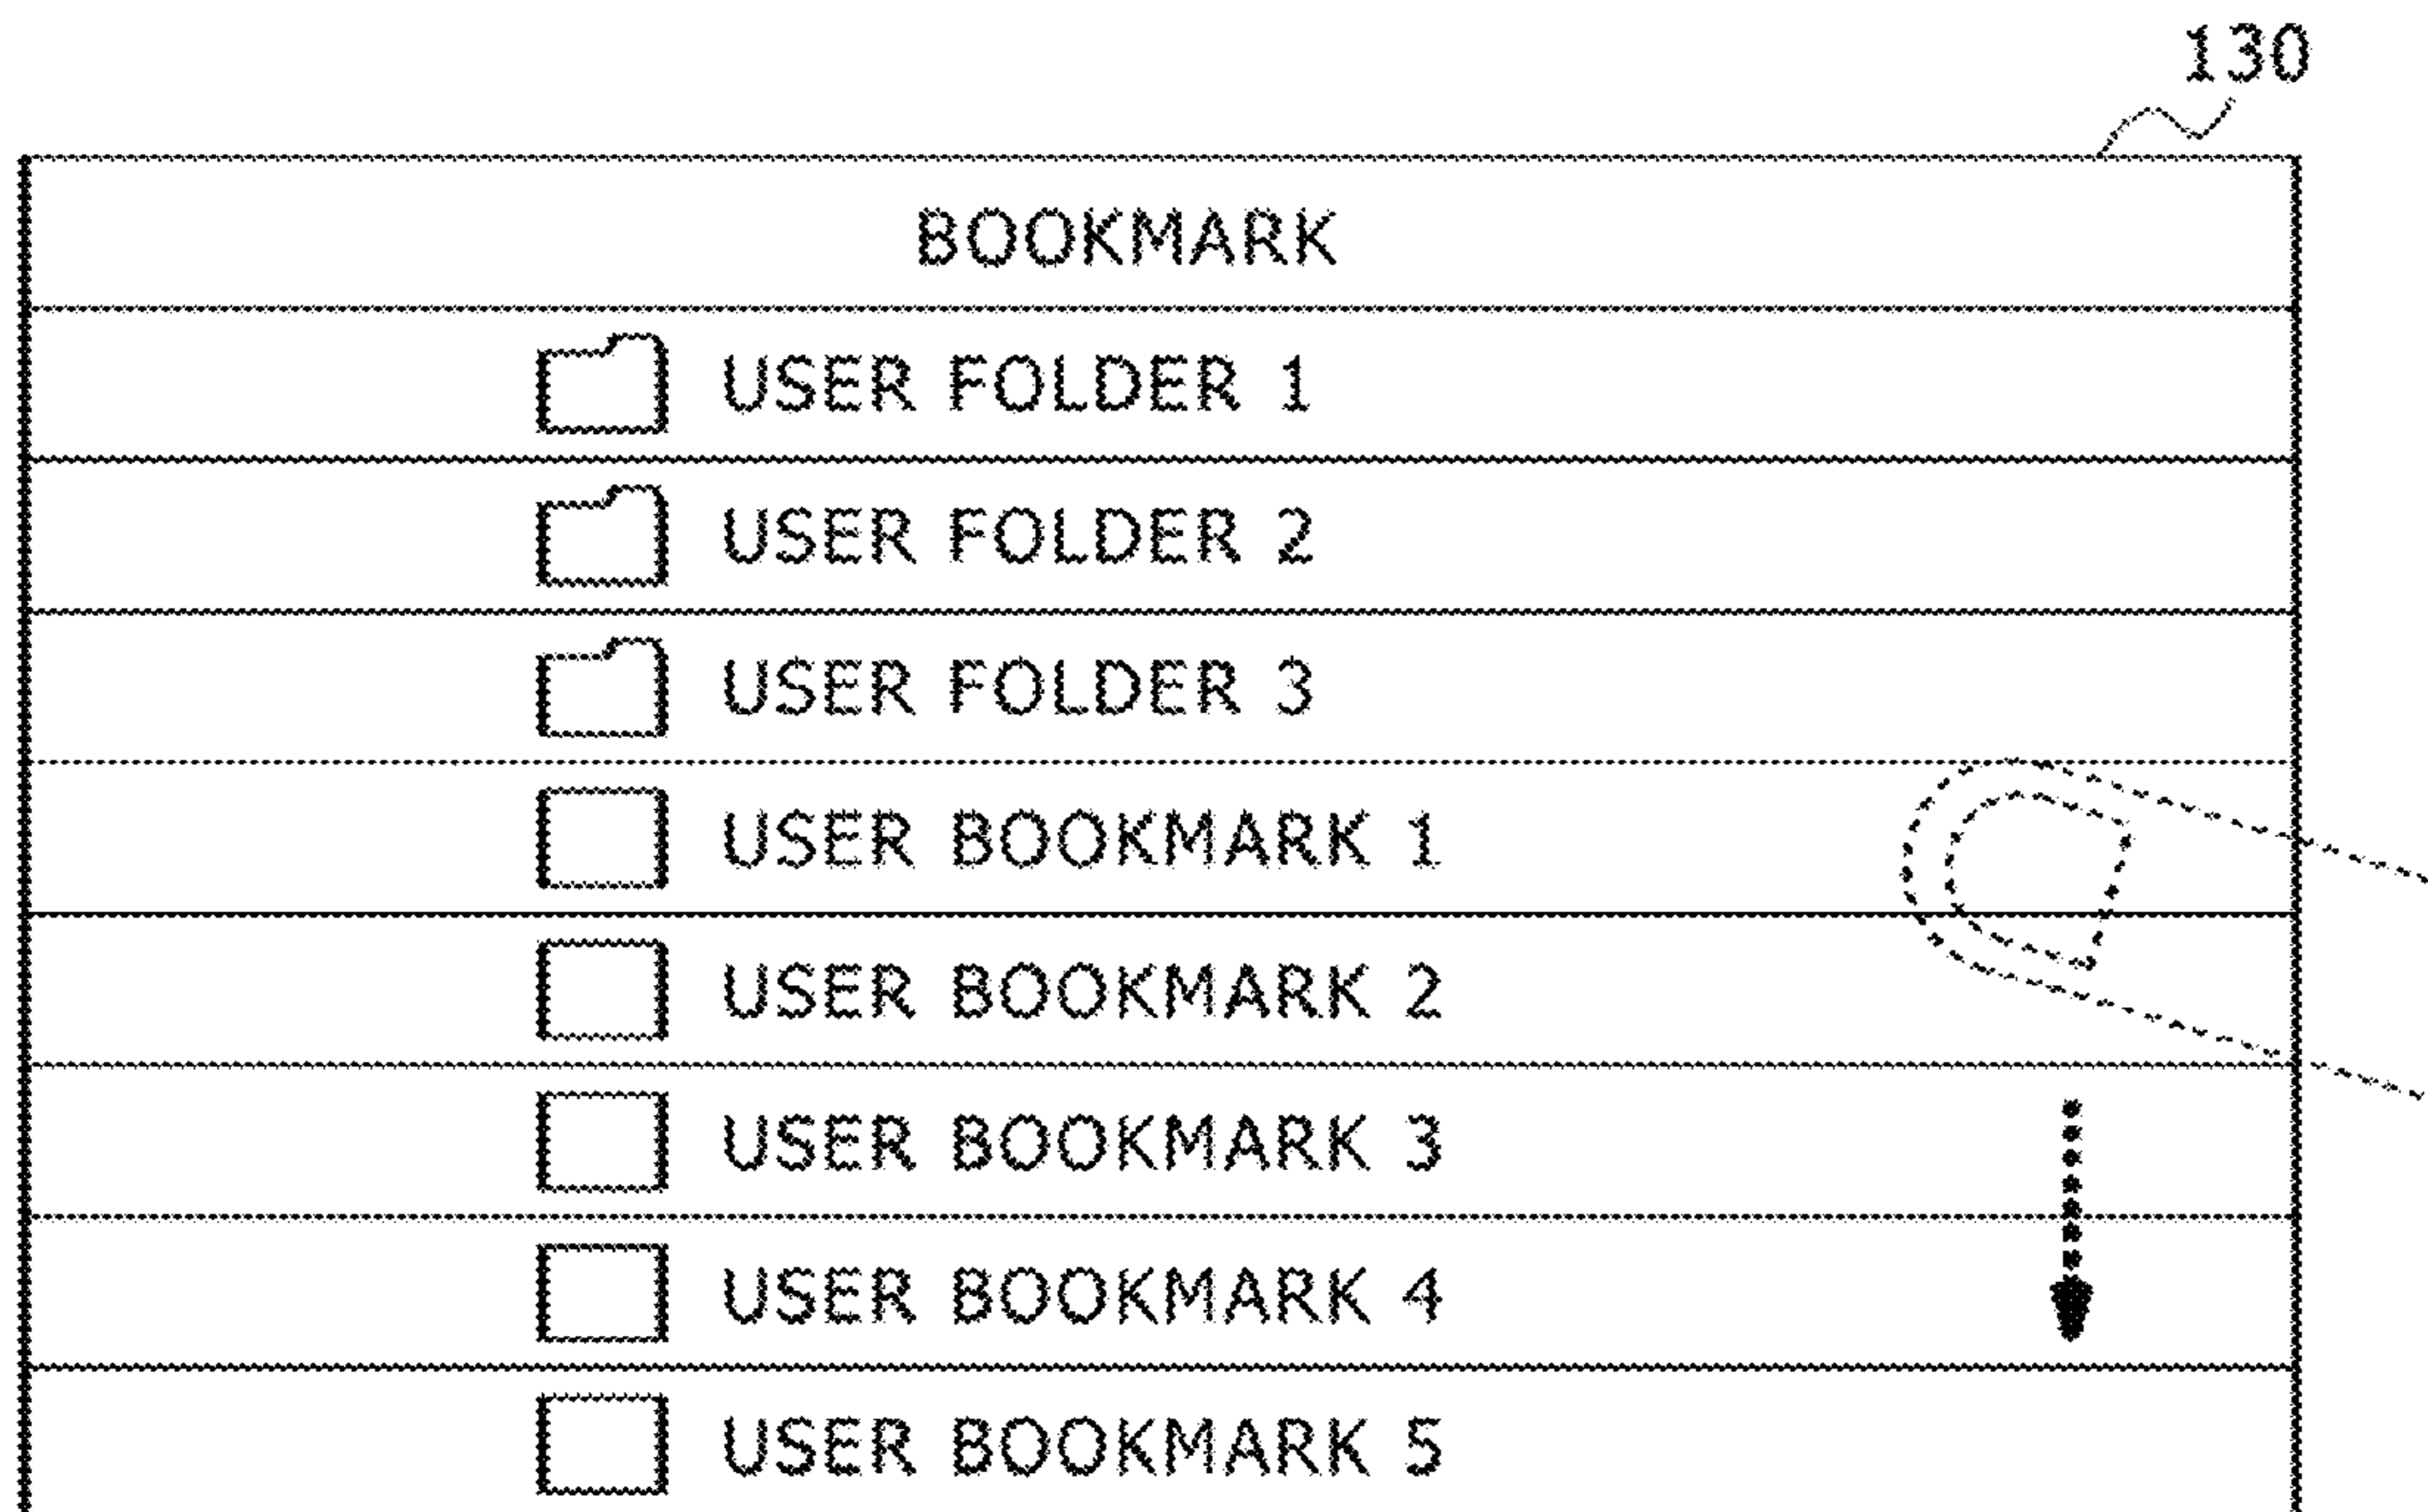 130
BOOKMARK
USER FOLDER 1
USER FOLDER 2
USER FOLDER 3
USER BOOKMARK 1
USER BOOKMARK 2
USER BOOKMARK 3
USER BOOKMARK 4
USER BOOKMARK 5